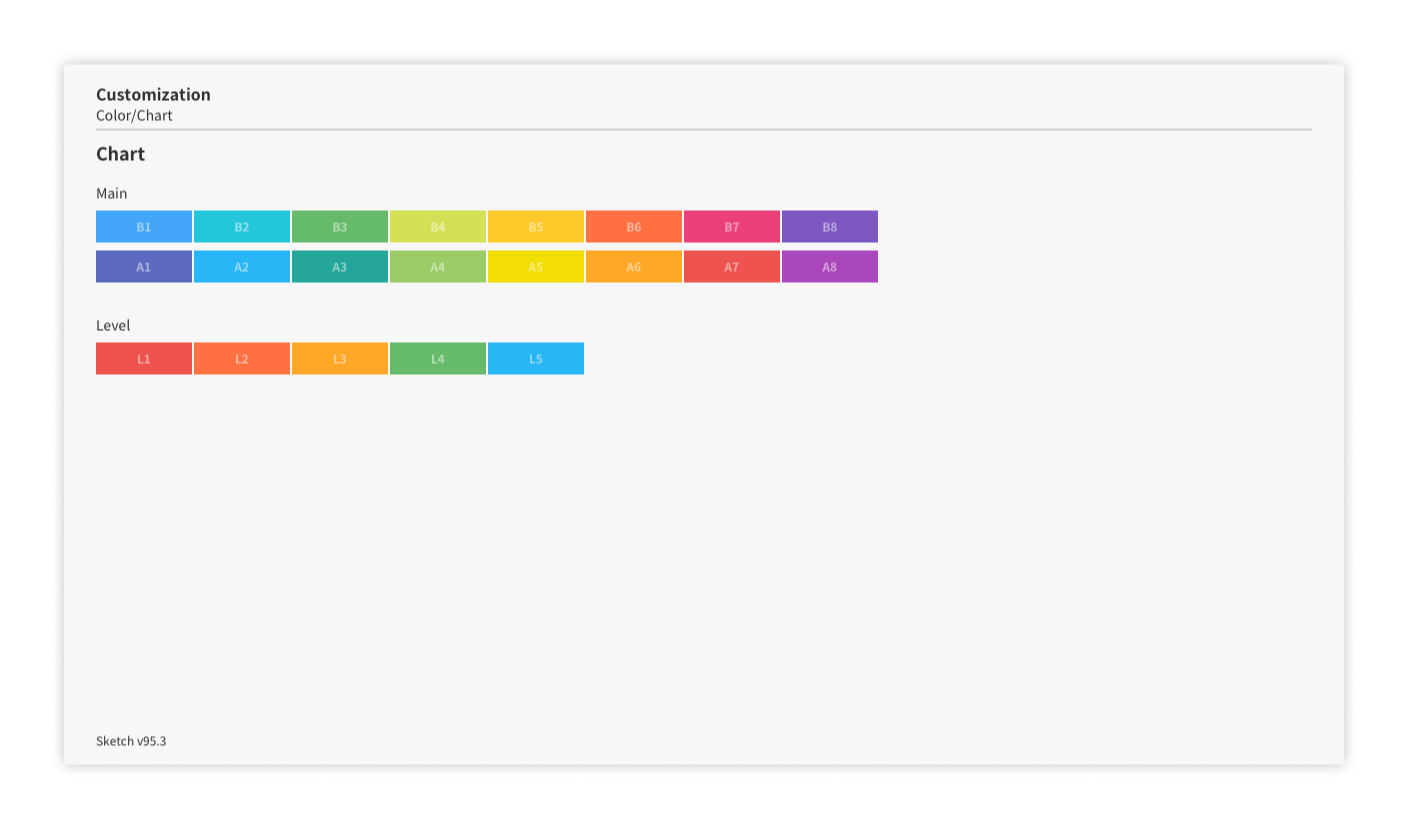 Customization
Color/Chart
Chart
Main
B1 B2 B3 B4 B5 B6 B7 B8
A1 A2 A3 A4 A5 A6 A7 A8
Level
L1 L2 L3 L4 L5
Sketch v95.3